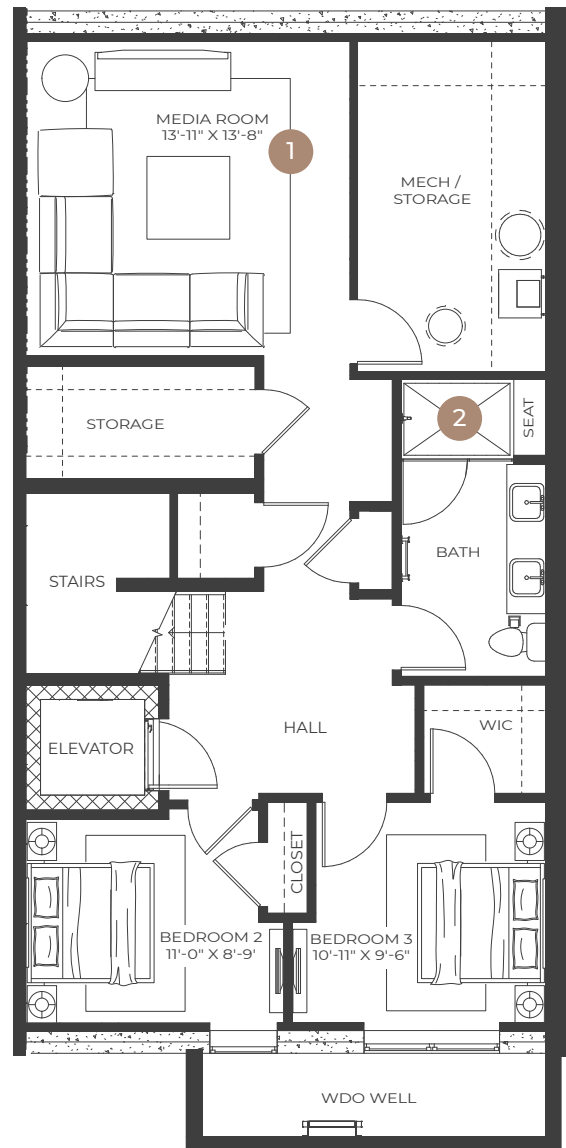 MEDIA ROOM
13'-11" X 13'-8"
1
MECH /
STORAGE
STORAGE
2
SEAT
BATH
STAIRS
HALL
WIC
ELEVATOR
CLOSET
BEDROOM 2
11'-0" X 8'-9'
BEDROOM 3
10'-11" X 9'-6"
WDO WELL